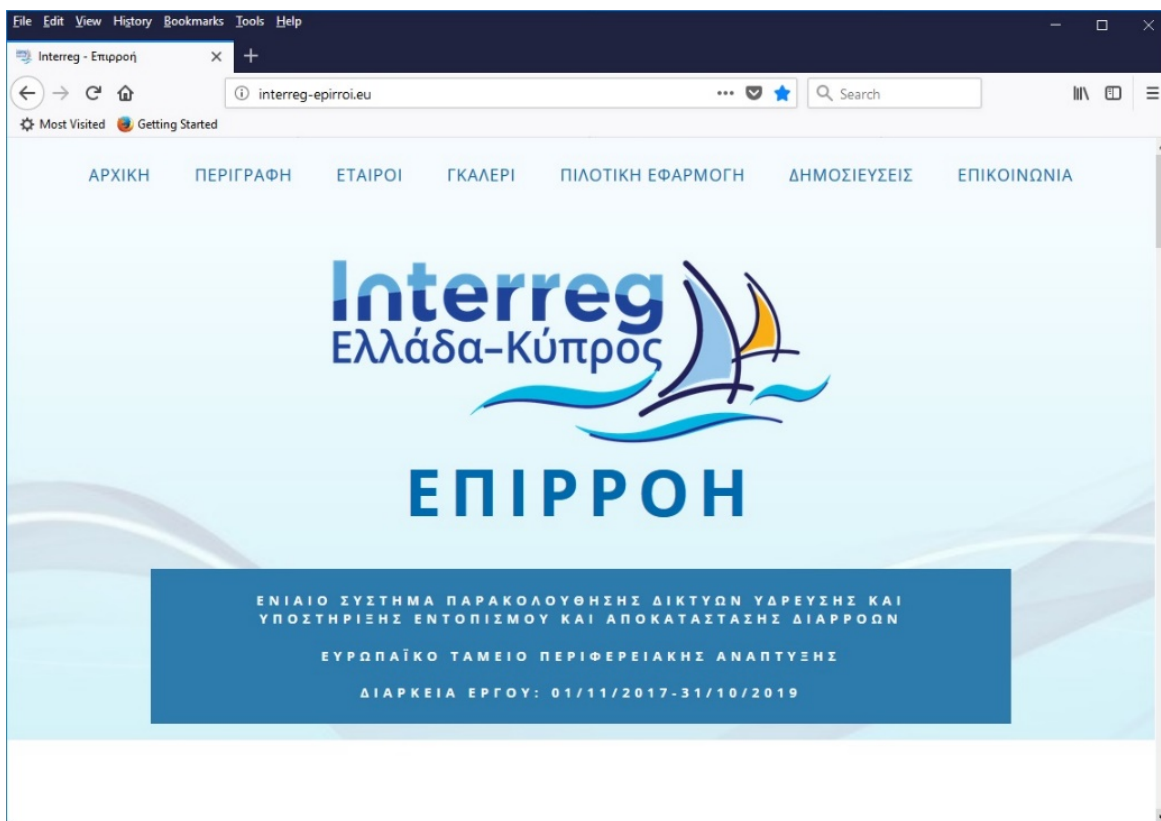 File Edit View History Bookmarks Tools Help
Interreg - Επιρροή
interreg-epirroi.eu
Search
Most Visited Getting Started
ΑΡΧΙΚΗ ΠΕΡΙΓΡΑΦΗ ΕΤΑΙΡΟΙ ΓΚΑΛΕΡΙ ΠΙΛΟΤΙΚΗ ΕΦΑΡΜΟΓΗ ΔΗΜΟΣΙΕΥΣΕΙΣ ΕΠΙΚΟΙΝΩΝΙΑ
Interreg
Ελλάδα-Κύπρος
ΕΠΙΡΡΟΗ
ΕΝΙΑΙΟ ΣΥΣΤΗΜΑ ΠΑΡΑΚΟΛΟΥΘΗΣΗΣ ΔΙΚΤΥΩΝ ΥΔΡΕΥΣΗΣ ΚΑΙ
ΥΠΟΣΤΗΡΙΞΗΣ ΕΝΤΟΠΙΣΜΟΥ ΚΑΙ ΑΠΟΚΑΤΑΣΤΑΣΗΣ ΔΙΑΡΡΟΩΝ
ΕΥΡΩΠΑΪΚΟ ΤΑΜΕΙΟ ΠΕΡΙΦΕΡΕΙΑΚΗΣ ΑΝΑΠΤΥΞΗΣ
ΔΙΑΡΚΕΙΑ ΕΡΓΟΥ: 01/11/2017-31/10/2019